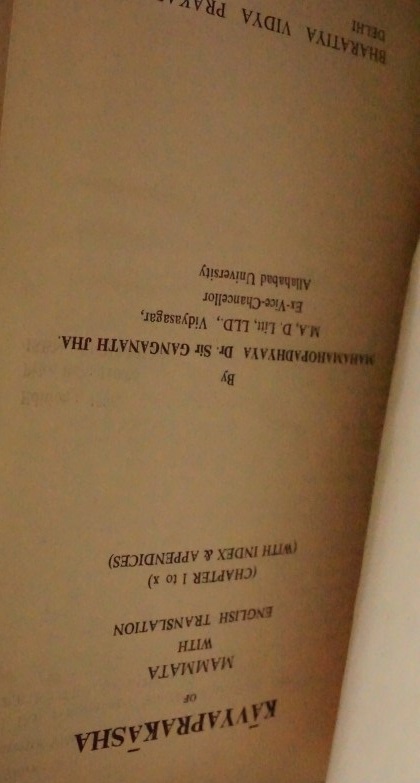 KĀVYAPRAKĀSHA
OF
MAMMATA
WITH
ENGLISH TRANSLATION
(CHAPTER I to x)
(WITH INDEX & APPENDICES)
By
MAHAMAHOPADHYAYA Dr. Sir GANGANATH JHA.
M.A, D. Litt, LL.D., Vidyasagar,
Ex-Vice-Chancellor
Allahabad University
BHARATIYA VIDYA
DELHI